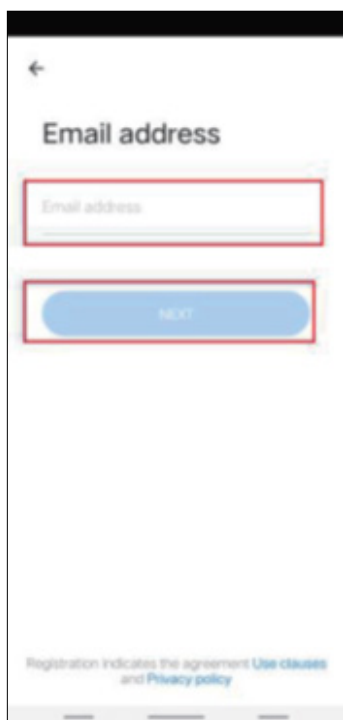 Email address
Email address
NEXT
Registration indicates the agreement Use clauses
and Privacy policy